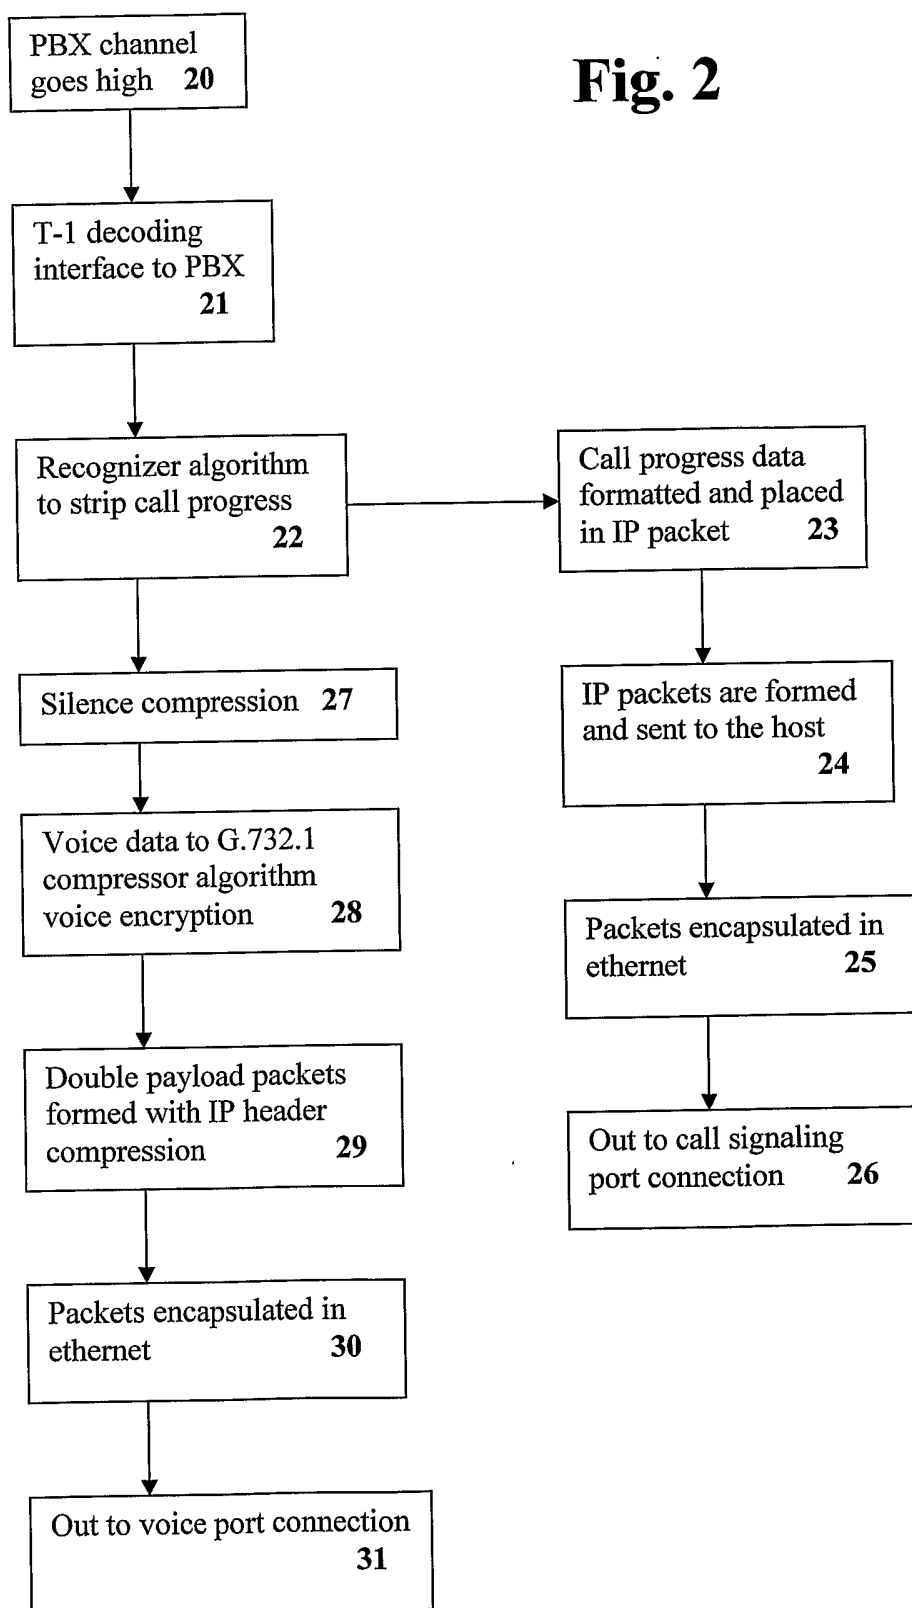 Fig. 2
PBX channel
goes high 20
T-1 decoding
interface to PBX
21
Recognizer algorithm
to strip call progress
22
Call progress data
formatted and placed
in IP packet 23
IP packets are formed
and sent to the host
24
Packets encapsulated in
ethernet 25
Out to call signaling
port connection 26
Silence compression 27
Voice data to G.732.1
compressor algorithm
voice encryption 28
Double payload packets
formed with IP header
compression 29
Packets encapsulated in
ethernet 30
Out to voice port connection
31